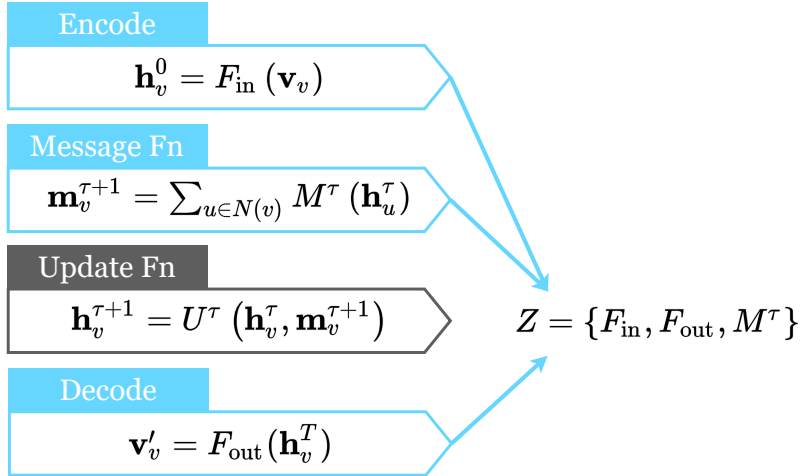 Encode
𝐡_v^0 = F_in (𝐯_v)
Message Fn
𝐦_v^{τ+1} = ∑_{u∈N(v)} M^τ (𝐡_u^τ)
Update Fn
𝐡_v^{τ+1} = U^τ (𝐡_v^τ, 𝐦_v^{τ+1})
Z = {F_in, F_out, M^τ}
Decode
𝐯′_v = F_out(𝐡_v^T)